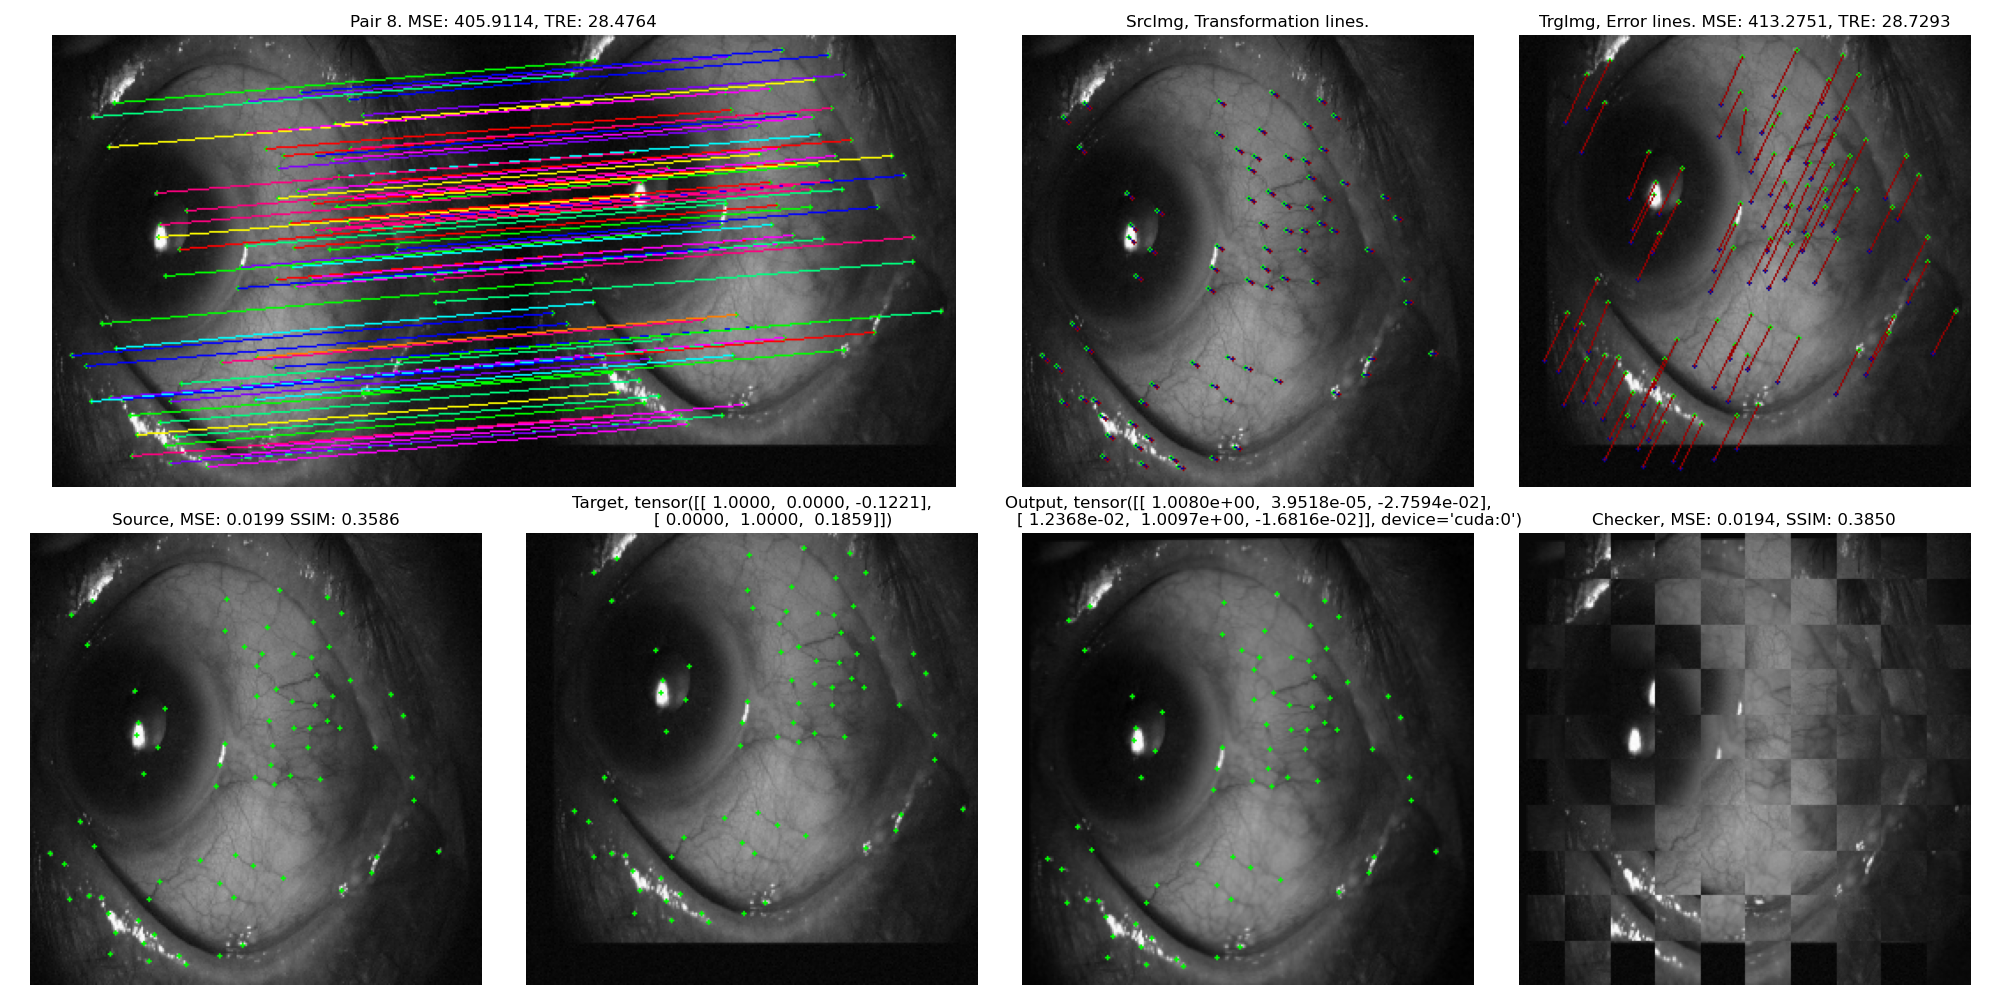 Pair 8. MSE: 405.9114, TRE: 28.4764
SrcImg, Transformation lines.
TrgImg, Error lines. MSE: 413.2751, TRE: 28.7293
Source, MSE: 0.0199 SSIM: 0.3586
Target, tensor([[ 1.0000, 0.0000, -0.1221],
[ 0.0000, 1.0000, 0.1859]])
Output, tensor([[ 1.0080e+00, 3.9518e-05, -2.7594e-02],
[ 1.2368e-02, 1.0097e+00, -1.6816e-02]], device='cuda:0')
Checker, MSE: 0.0194, SSIM: 0.3850